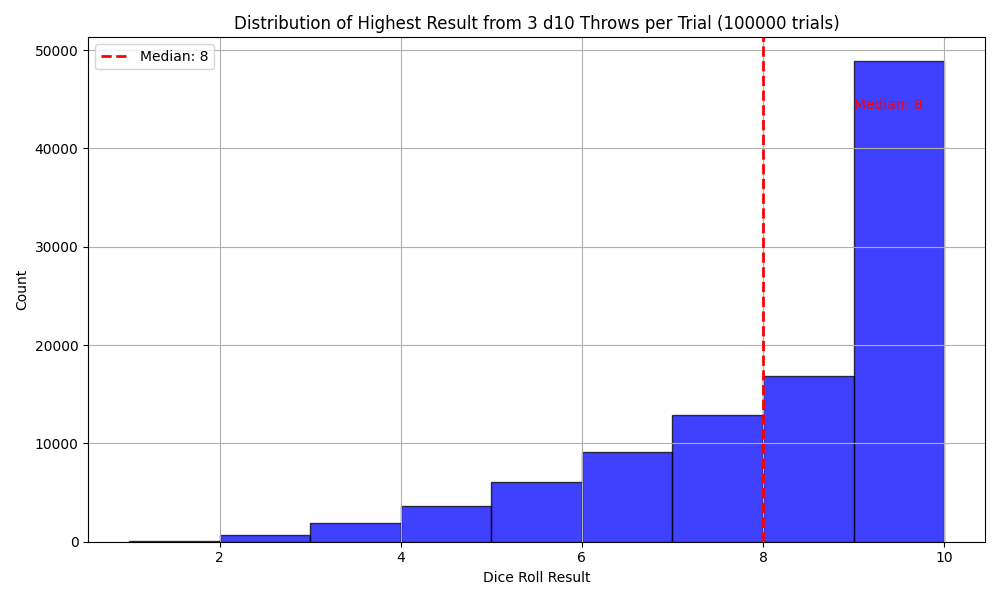 Distribution of Highest Result from 3 d10 Throws per Trial (100000 trials)
Median: 8
Median: 8
50000
40000
30000
20000
10000
0
Count
2 4 6 8 10
Dice Roll Result